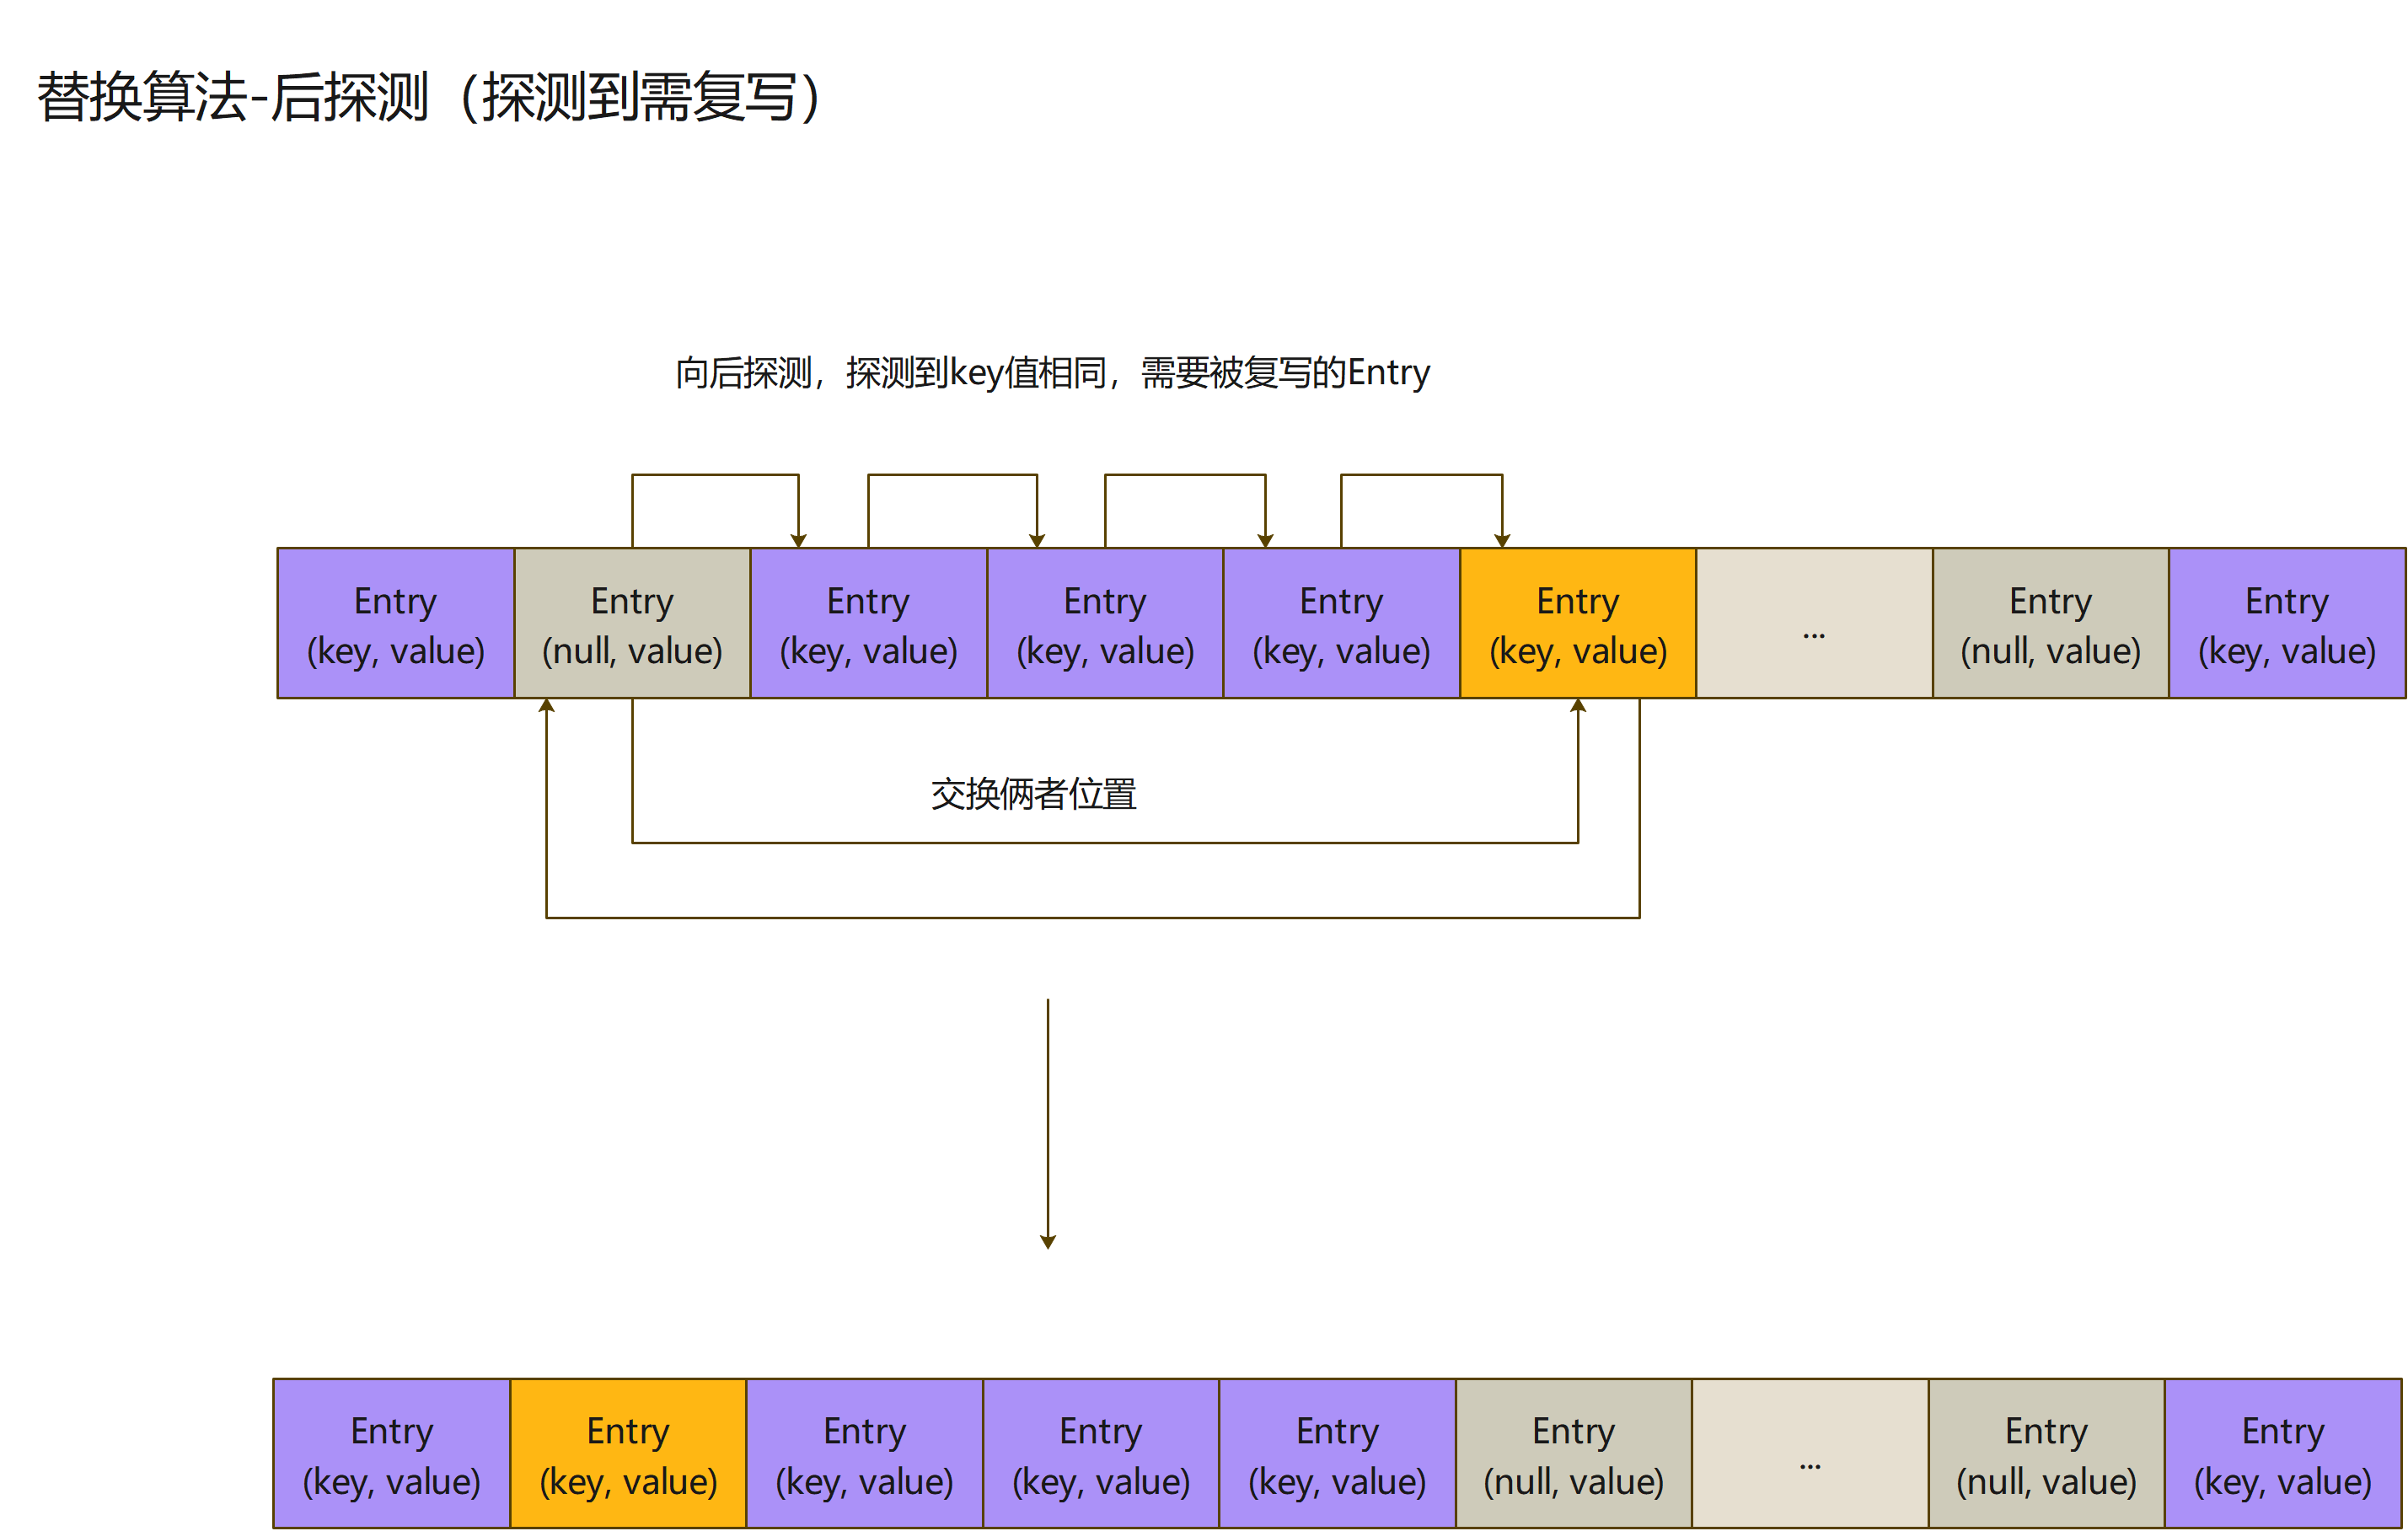 替换算法-后探测（探测到需复写）
向后探测，探测到key值相同，需要被复写的Entry
Entry
(key, value)
Entry
(null, value)
Entry
(key, value)
Entry
(key, value)
Entry
(key, value)
Entry
(key, value)
...
Entry
(null, value)
Entry
(key, value)
交换俩者位置
Entry
(key, value)
Entry
(key, value)
Entry
(key, value)
Entry
(key, value)
Entry
(key, value)
Entry
(null, value)
...
Entry
(null, value)
Entry
(key, value)